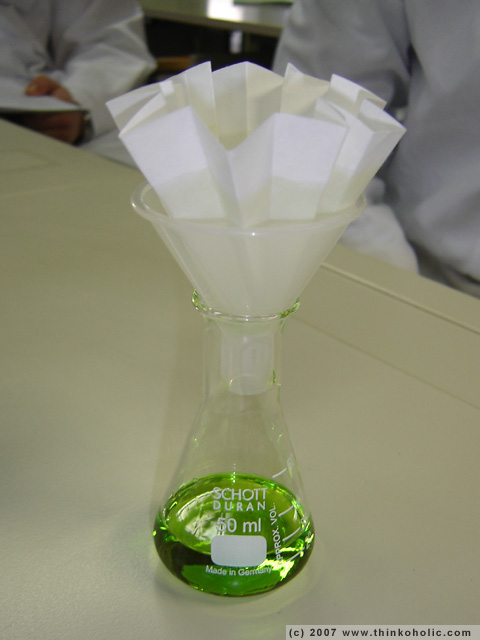 SCHOTT
DURAN
50 ml
APPROX. VOL.
Made in Germany
(c) 2007 www.thinkoholic.com